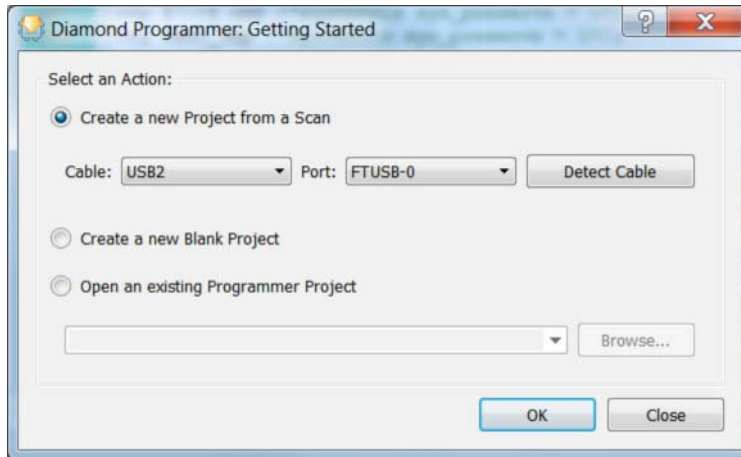 Diamond Programmer: Getting Started
Select an Action:
Create a new Project from a Scan
Cable: USB2 Port: FTUSB-0 Detect Cable
Create a new Blank Project
Open an existing Programmer Project
Browse...
OK Close